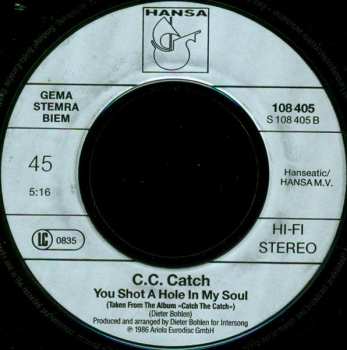 HANSA
GEMA
STEMRA
BIEM
108 405
S 108 405 B
45
5:16
Hanseatic/
HANSA M.V.
LC 0835
HI-FI
STEREO
C.C. Catch
You Shot A Hole In My Soul
(Taken From The Album »Catch The Catch«)
(Dieter Bohlen)
Produced and arranged by Dieter Bohlen for Intersong
℗ 1986 Ariola Eurodisc GmbH